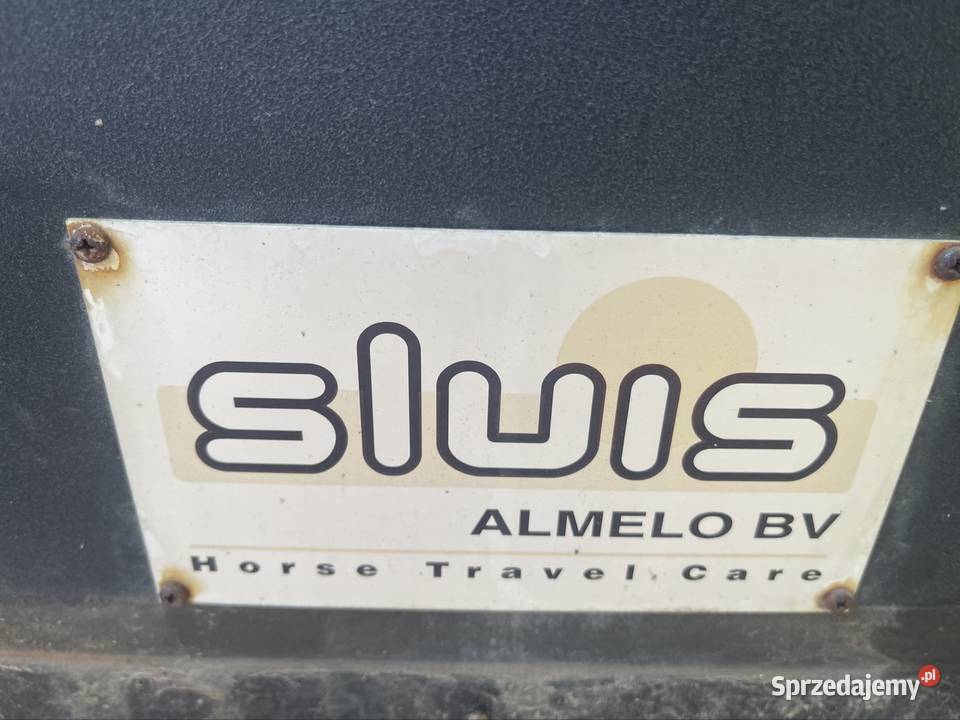 sluis
ALMELO BV
Horse Travel Care
Sprzedajemy.pl